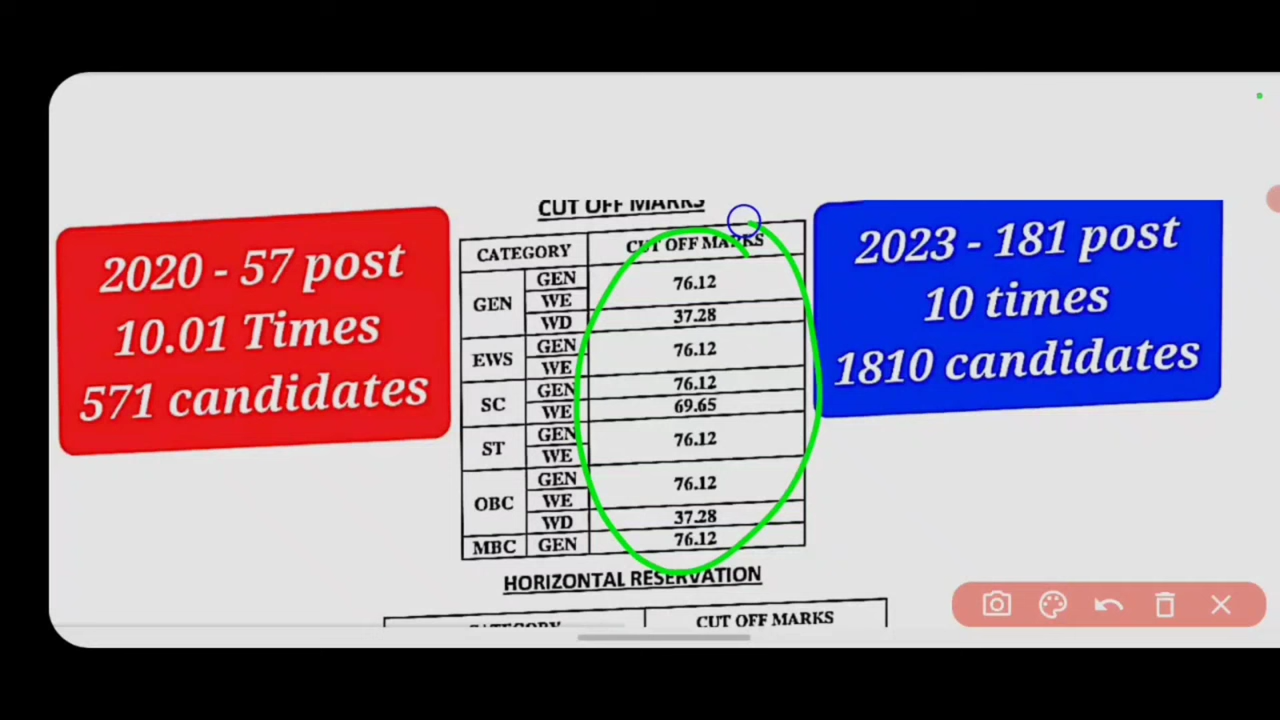 2020 - 57 post
10.01 Times
571 candidates
CUT OFF MARKS
CATEGORY CUT OFF MARKS
GEN GEN 76.12
WE
WD 37.28
EWS GEN 76.12
WE
SC GEN 76.12
WE 69.65
ST GEN 76.12
WE
OBC GEN 76.12
WE
WD 37.28
MBC GEN 76.12
HORIZONTAL RESERVATION
CATEGORY CUT OFF MARKS
2023 - 181 post
10 times
1810 candidates